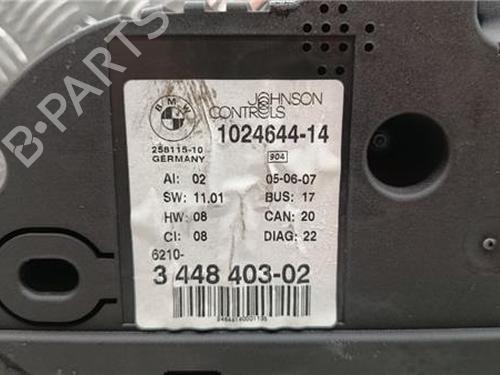 BMW
JOHNSON
CONTROLS
258115-10
GERMANY
1024644-14
904
AI: 02 05-06-07
SW: 11.01 BUS: 17
HW: 08 CAN: 20
CI: 08 DIAG: 22
6210-
3 448 403-02
B-PARTS